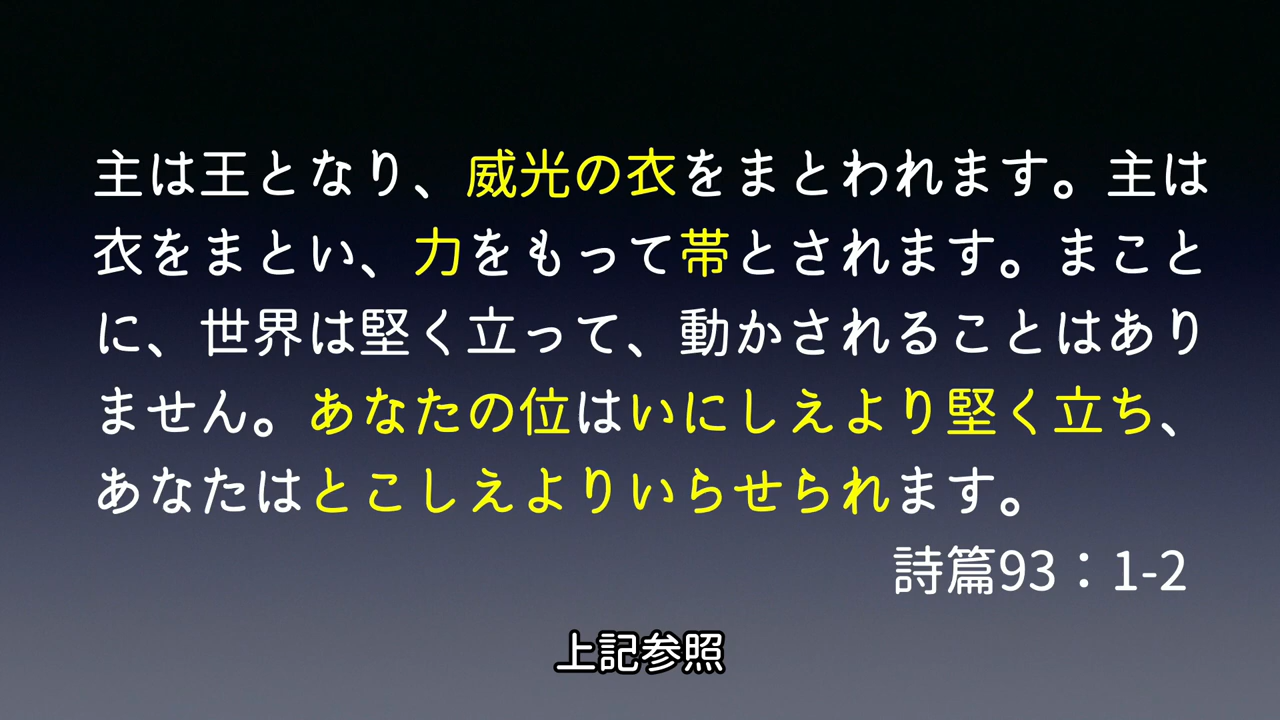 主は王となり、威光の衣をまとわれます。主は
衣をまとい、力をもって帯とされます。まこと
に、世界は堅く立って、動かされることはあり
ません。あなたの位はいにしえより堅く立ち、
あなたはとこしえよりいらせられます。
詩篇93：1-2
上記参照